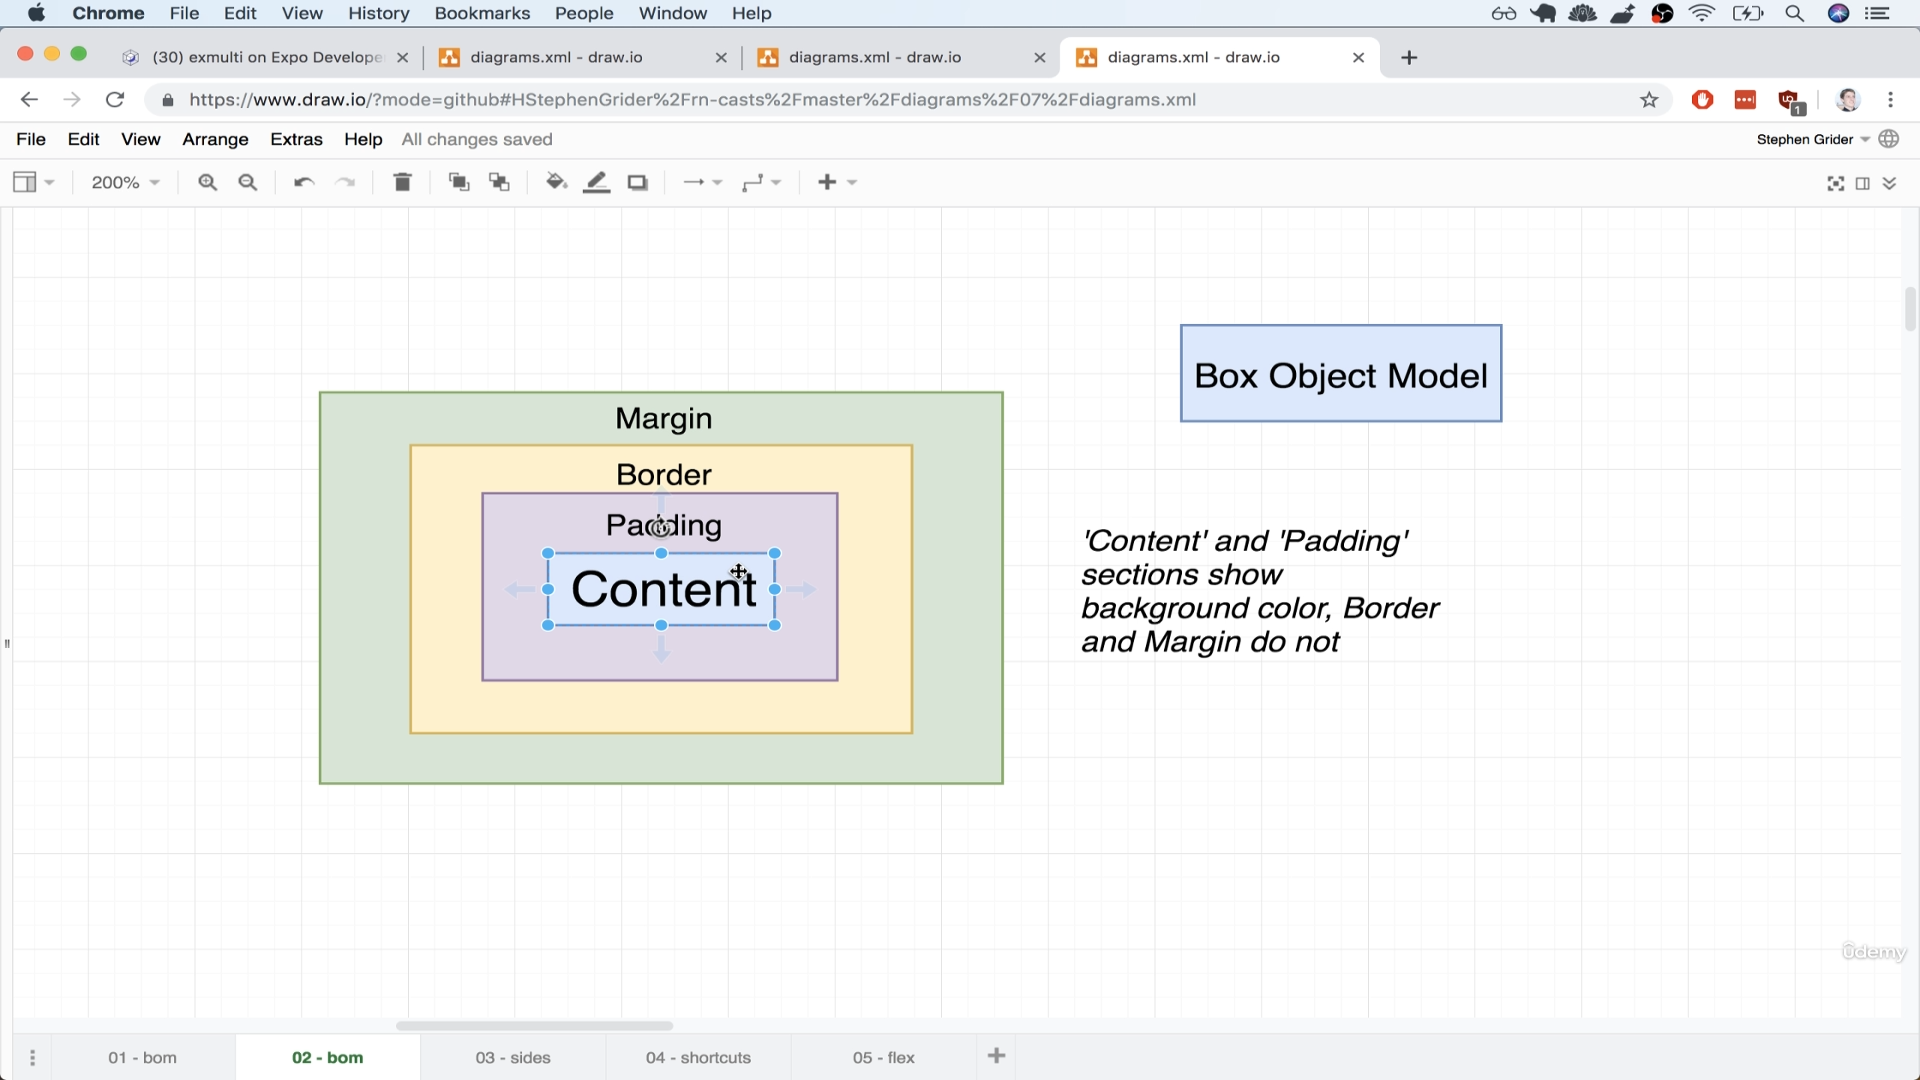 Chrome File Edit View History Bookmarks People Window Help
(30) exmulti on Expo Develope
diagrams.xml - draw.io
diagrams.xml - draw.io
diagrams.xml - draw.io
https://www.draw.io/?mode=github#HStephenGrider%2Frn-casts%2Fmaster%2Fdiagrams%2F07%2Fdiagrams.xml
1
File Edit View Arrange Extras Help All changes saved
Stephen Grider
200%
Box Object Model
Margin
Border
Padding
Content
'Content' and 'Padding'
sections show
background color, Border
and Margin do not
ûdemy
01 - bom
02 - bom
03 - sides
04 - shortcuts
05 - flex